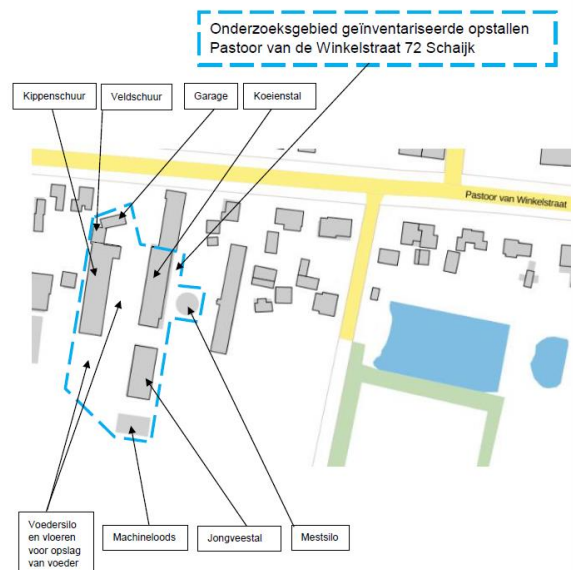 Onderzoeksgebied geïnventariseerde opstallen
Pastoor van de Winkelstraat 72 Schaijk
Kippenschuur
Veldschuur
Garage
Koeienstal
Pastoor van Winkelstraat
Voedersilo
en vloeren
voor opslag
van voeder
Machineloods
Jongveestal
Mestsilo